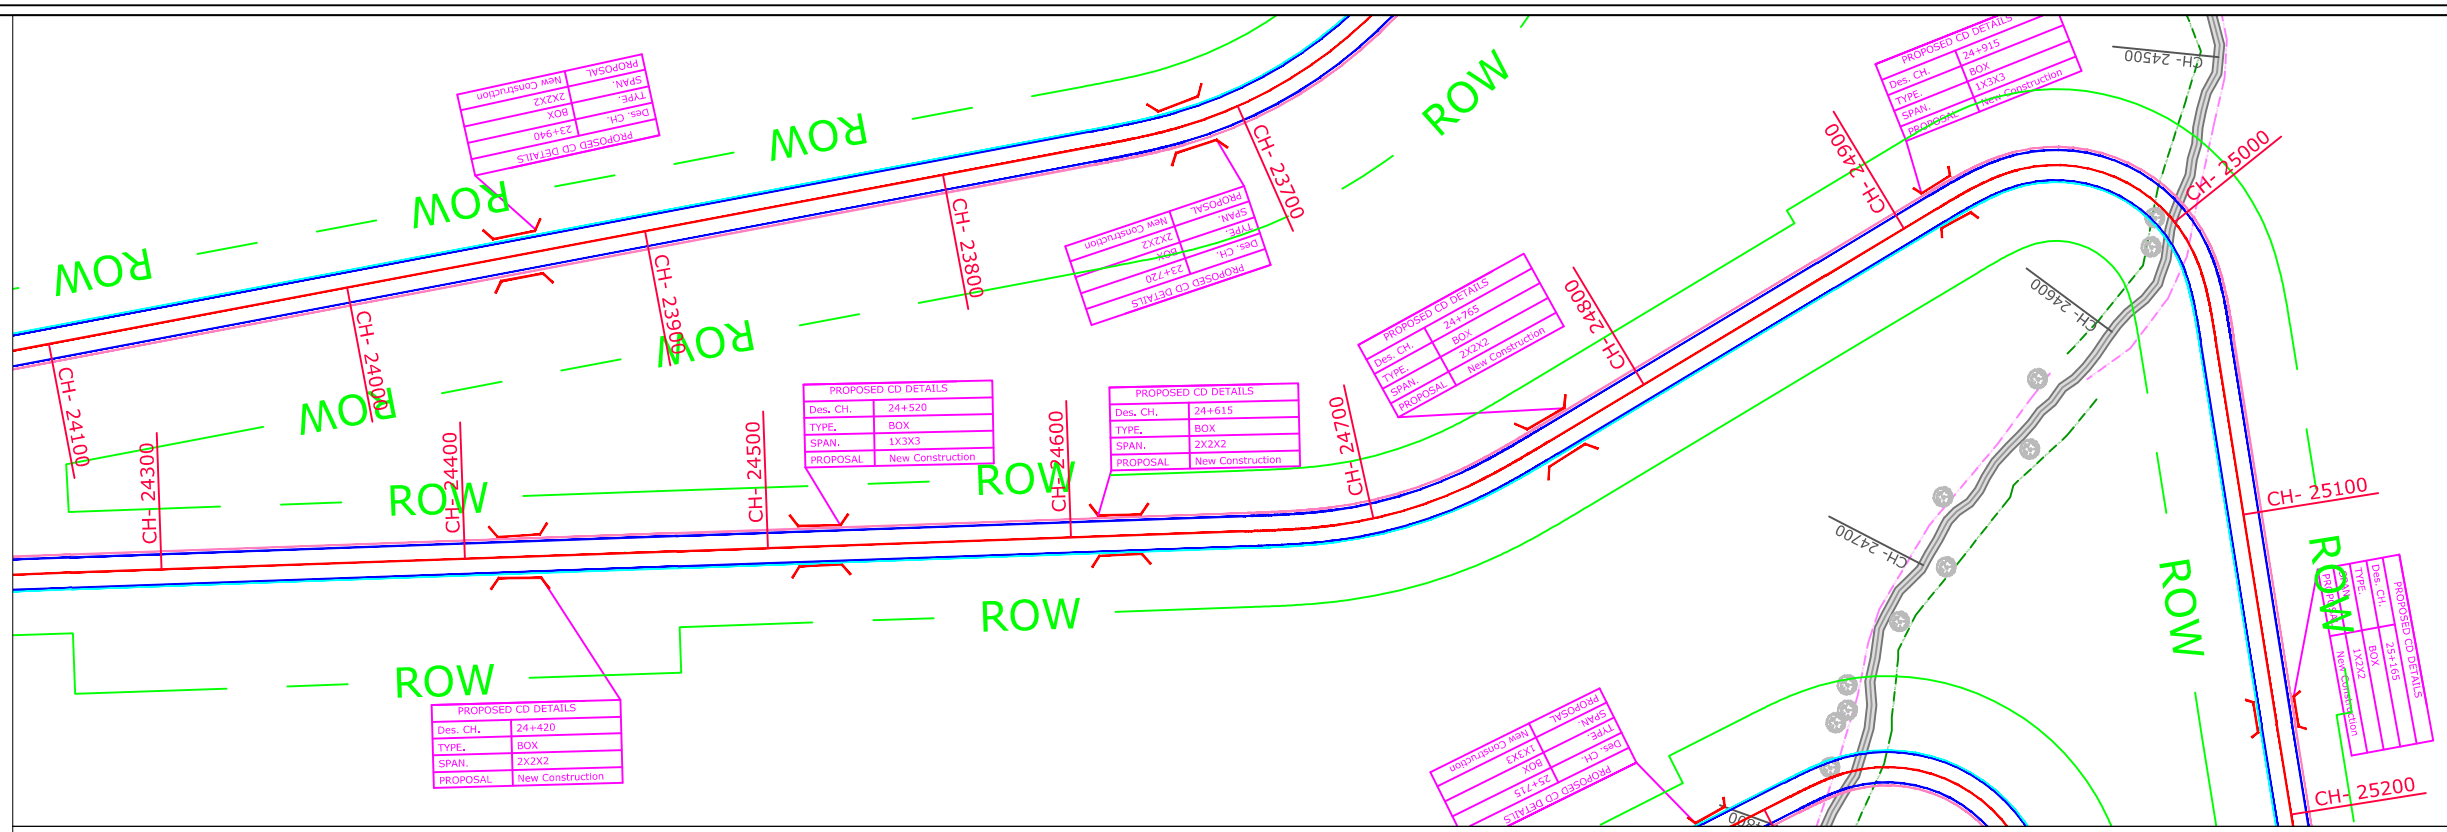 PROPOSED CD DETAILS
Des. CH. 23+940
TYPE. BOX
SPAN. 2X2X2
PROPOSAL New Construction
ROW
ROW
ROW
ROW
PROPOSED CD DETAILS
Des. CH. 24+915
TYPE. BOX
SPAN. 1X3X3
PROPOSAL New Construction
CH- 24500
CH- 23700
CH- 24900
CH- 25000
PROPOSED CD DETAILS
Des. CH. 23+720
TYPE. BOX
SPAN. 2X2X2
PROPOSAL New Construction
CH- 23800
CH- 23900
CH- 24000
CH- 24100
ROW
ROW
PROPOSED CD DETAILS
Des. CH. 24+765
TYPE. BOX
SPAN. 2X2X2
PROPOSAL New Construction
CH- 24800
CH- 24600
CH- 24300
CH- 24400
CH- 24500
CH- 24600
CH- 24700
PROPOSED CD DETAILS
Des. CH. 24+520
TYPE. BOX
SPAN. 1X3X3
PROPOSAL New Construction
PROPOSED CD DETAILS
Des. CH. 24+615
TYPE. BOX
SPAN. 2X2X2
PROPOSAL New Construction
ROW
ROW
CH- 25100
CH- 24700
ROW
ROW
ROW
ROW
PROPOSED CD DETAILS
Des. CH. 25+165
TYPE. BOX
SPAN. 1X2X2
PROPOSAL New Construction
PROPOSED CD DETAILS
Des. CH. 24+420
TYPE. BOX
SPAN. 2X2X2
PROPOSAL New Construction
PROPOSED CD DETAILS
Des. CH. 25+715
TYPE. BOX
SPAN. 1X3X3
PROPOSAL New Construction
CH- 25200